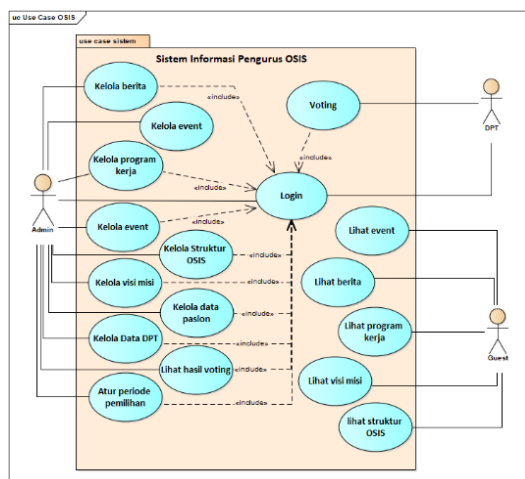 uc Use Case OSIS
use case sistem
Sistem Informasi Pengurus OSIS
Kelola berita
«include»
Voting
DPT
Kelola event
«include»
Kelola program
kerja
«include»
Login
Admin
Kelola event
«include»
Lihat event
Kelola Struktur
OSIS
«include»
Kelola visi misi
«include»
Lihat berita
Kelola data
paslon
«include»
Lihat program
kerja
Guest
Kelola Data DPT
«include»
Lihat hasil voting
«include»
Lihat visi misi
Atur periode
pemilihan
«include»
lihat struktur
OSIS